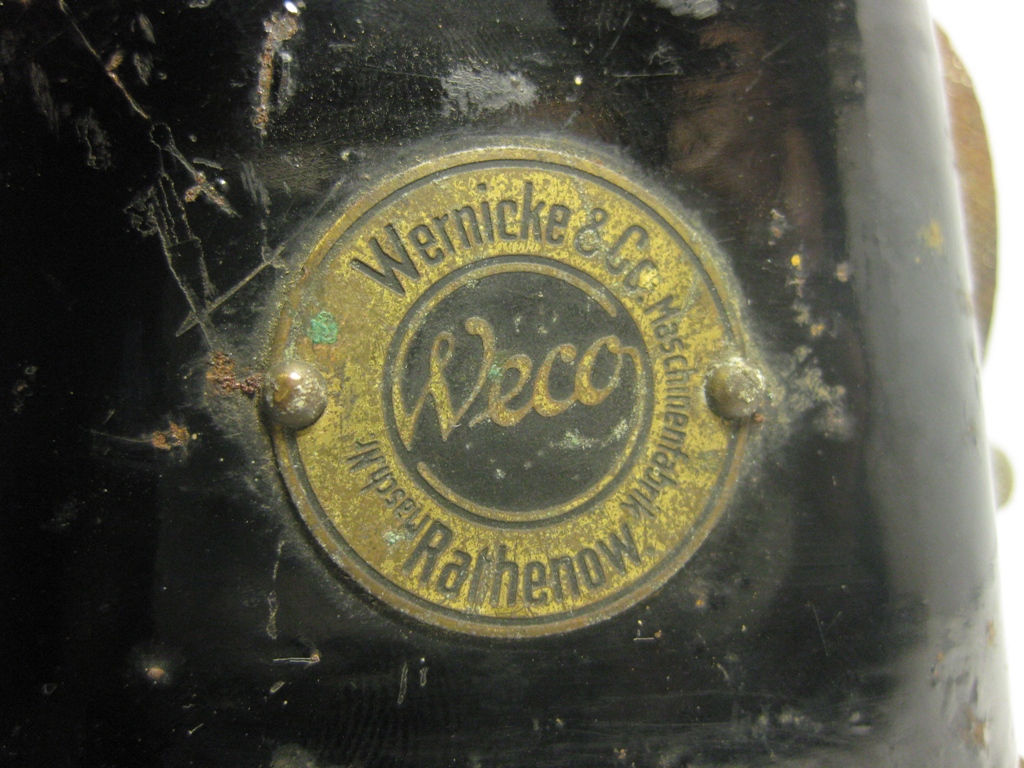 Wernicke & Co. Maschinenfabrik
Rathenow
Weco